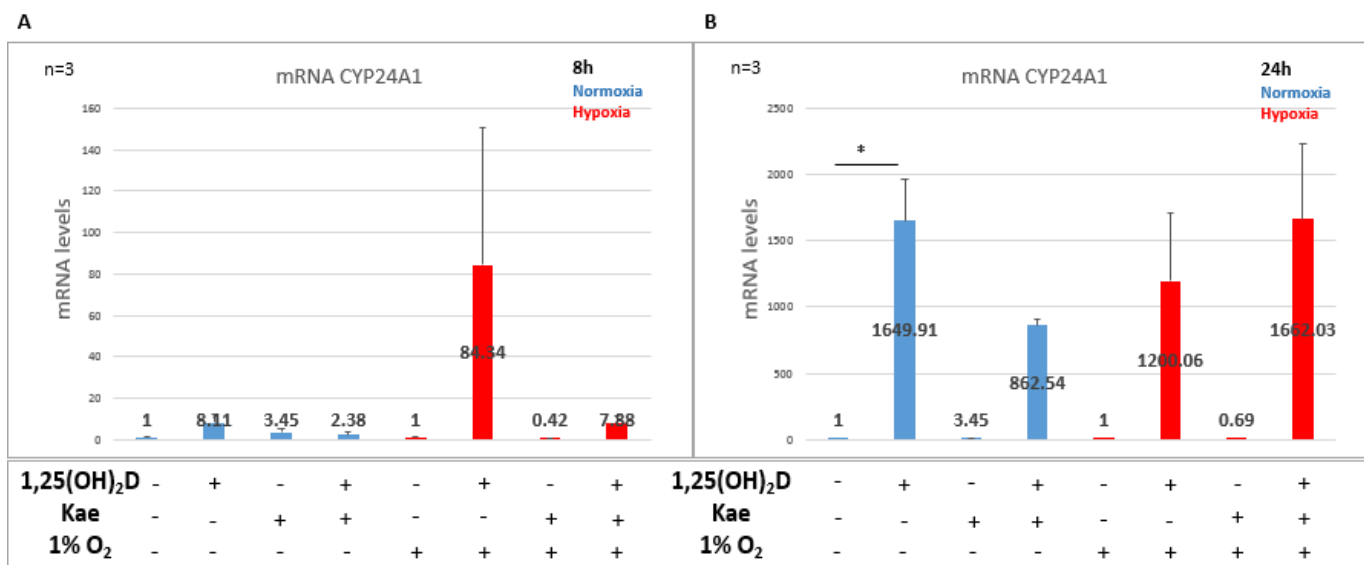 A
n=3
mRNA CYP24A1
8h
Normoxia
Hypoxia
mRNA levels
160
140
120
100
80
60
40
20
0
1
8.11
3.45
2.38
1
84.34
0.42
7.88
1,25(OH)₂D - + - + - + - +
Kae - - + + - - + +
1% O₂ - - - - + + + +
B
n=3
mRNA CYP24A1
24h
Normoxia
Hypoxia
mRNA levels
2500
2000
1500
1000
500
0
*
1
1649.91
3.45
862.54
1
1200.06
0.69
1662.03
1,25(OH)₂D - + - + - + - +
Kae - - + + - - + +
1% O₂ - - - - + + + +